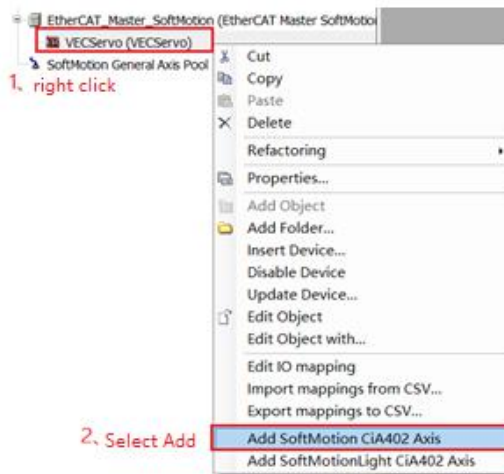 EtherCAT_Master_SoftMotion (EtherCAT Master SoftMotio
VECServo (VECServo)
SoftMotion General Axis Pool
1、right click
Cut
Copy
Paste
Delete
Refactoring
Properties...
Add Object
Add Folder...
Insert Device...
Disable Device
Update Device...
Edit Object
Edit Object with...
Edit IO mapping
Import mappings from CSV...
Export mappings to CSV...
2、Select Add
Add SoftMotion CiA402 Axis
Add SoftMotionLight CiA402 Axis